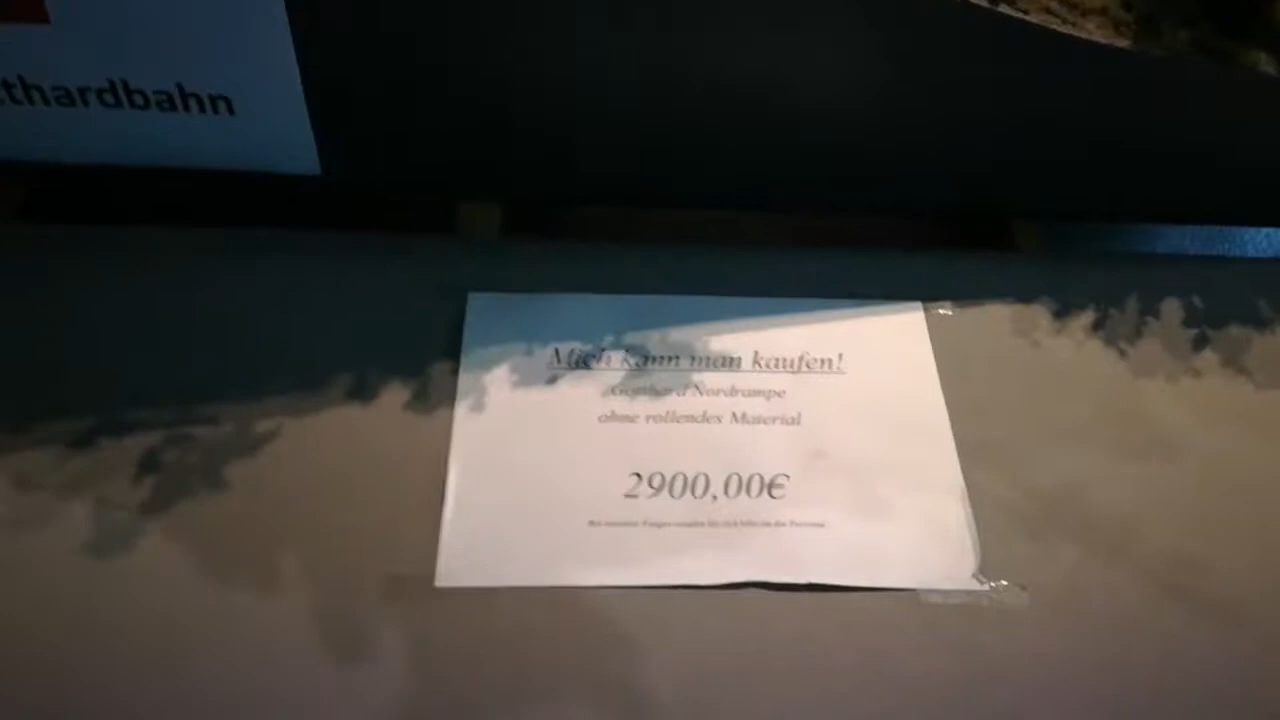 thardbahn
Mich kann man kaufen!
Gotthard Nordrampe
ohne rollendes Material
2900,00€